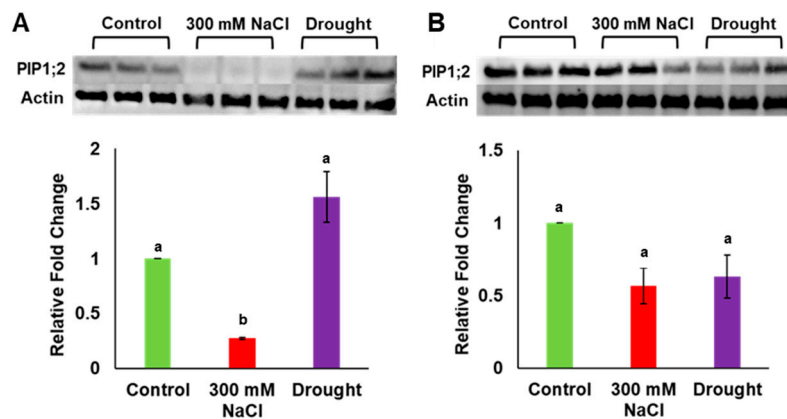 A
Control 300 mM NaCl Drought
PIP1;2
Actin
2
1.5
1
0.5
0
Relative Fold Change
a
b
a
Control 300 mM NaCl Drought
B
Control 300 mM NaCl Drought
PIP1;2
Actin
1.5
1
0.5
0
Relative Fold Change
a
a
a
Control 300 mM NaCl Drought